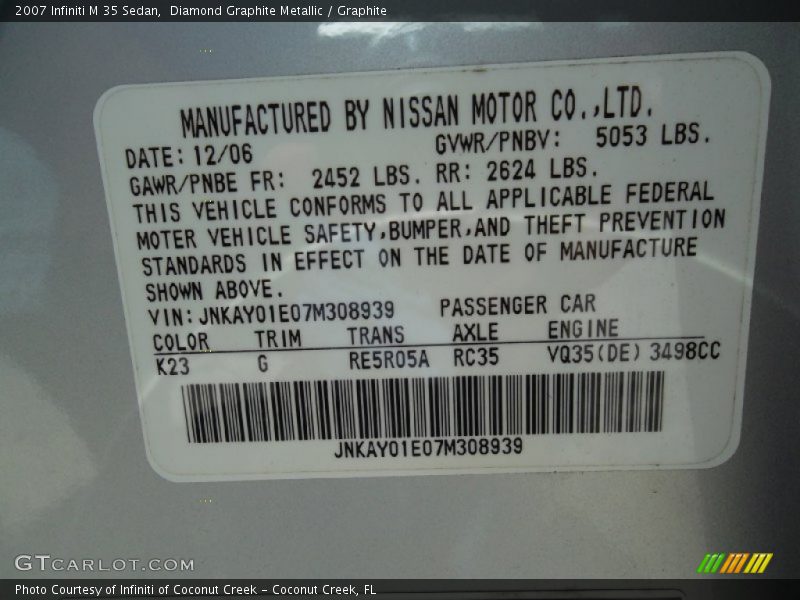 2007 Infiniti M 35 Sedan,  Diamond Graphite Metallic / Graphite
MANUFACTURED BY NISSAN MOTOR CO.,LTD.
DATE: 12/06 GVWR/PNBV: 5053 LBS.
GAWR/PNBE FR: 2452 LBS. RR: 2624 LBS.
THIS VEHICLE CONFORMS TO ALL APPLICABLE FEDERAL
MOTER VEHICLE SAFETY,BUMPER,AND THEFT PREVENTION
STANDARDS IN EFFECT ON THE DATE OF MANUFACTURE
SHOWN ABOVE.
VIN: JNKAY01E07M308939 PASSENGER CAR
COLOR TRIM TRANS AXLE ENGINE
K23 G RE5R05A RC35 VQ35(DE) 3498CC
JNKAY01E07M308939
GTCARLOT.COM
Photo Courtesy of Infiniti of Coconut Creek – Coconut Creek, FL